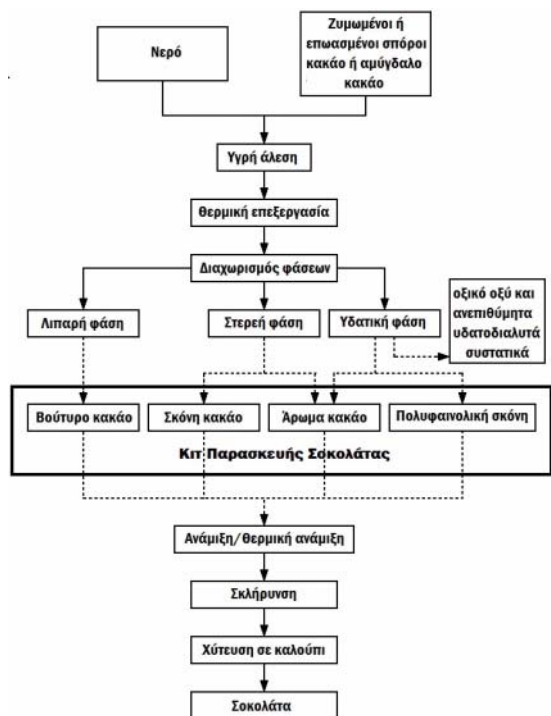 Νερό
Ζυμωμένοι ή
επωασμένοι σπόροι
κακάο ή αμύγδαλο
κακάο
Υγρή άλεση
θερμική επεξεργασία
Διαχωρισμός φάσεων
Λιπαρή φάση
Στερεή φάση
Υδατική φάση
οξικό οξύ και
ανεπιθύμητα
υδατοδιαλυτά
συστατικά
Βούτυρο κακάο
Σκόνη κακάο
Άρωμα κακάο
Πολυφαινολική σκόνη
Κιτ Παρασκευής Σοκολάτας
Ανάμιξη/θερμική ανάμιξη
Σκλήρυνση
Χύτευση σε καλούπι
Σοκολάτα